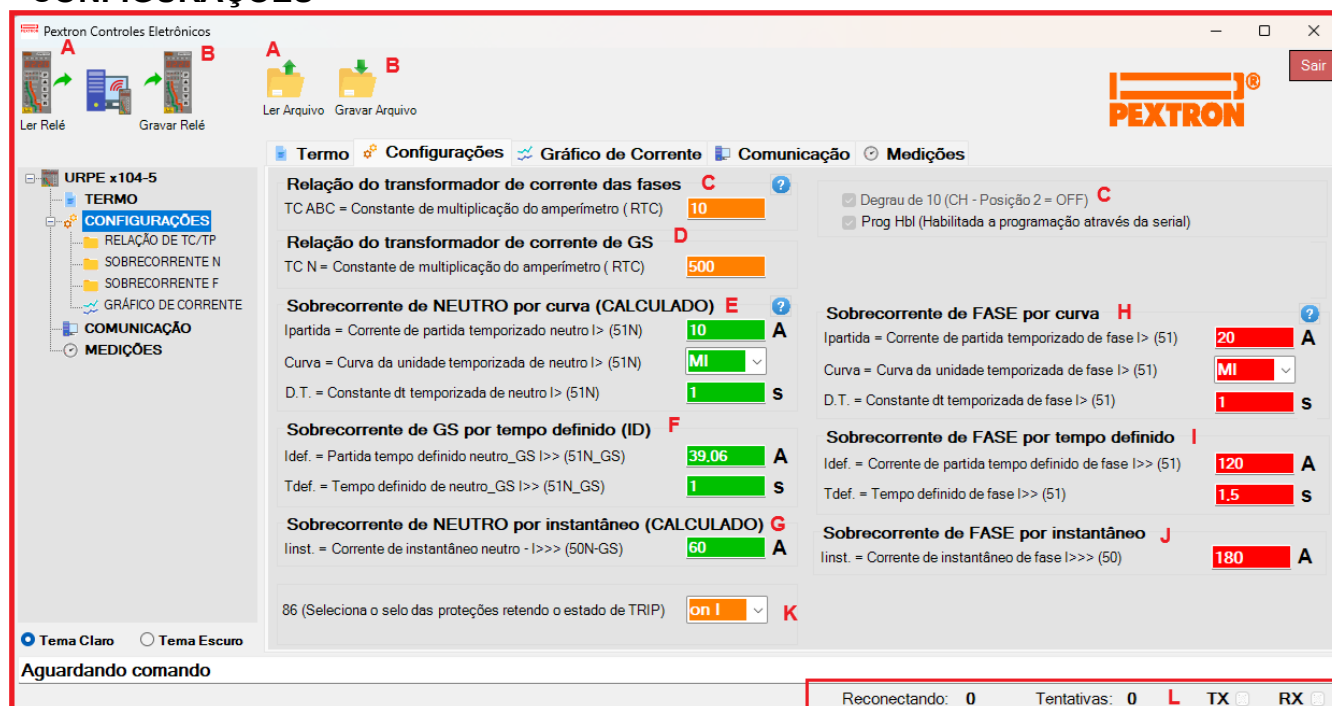 CONFIGURAÇÕES
Pextron Controles Eletrônicos
A
B
A
B
Sair
Ler Relé
Gravar Relé
Ler Arquivo
Gravar Arquivo
PEXTRON®
Termo
Configurações
Gráfico de Corrente
Comunicação
Medições
URPE x104-5
TERMO
CONFIGURAÇÕES
RELAÇÃO DE TC/TP
SOBRECORRENTE N
SOBRECORRENTE F
GRÁFICO DE CORRENTE
COMUNICAÇÃO
MEDIÇÕES
Tema Claro
Tema Escuro
Relação do transformador de corrente das fases C ?
TC ABC = Constante de multiplicação do amperímetro ( RTC) 10
Relação do transformador de corrente de GS D
TC N = Constante de multiplicação do amperímetro ( RTC) 500
Sobrecorrente de NEUTRO por curva (CALCULADO) E ?
Ipartida = Corrente de partida temporizado neutro I> (51N) 10 A
Curva = Curva da unidade temporizada de neutro I> (51N) MI
D.T. = Constante dt temporizada de neutro I> (51N) 1 s
Sobrecorrente de GS por tempo definido (ID) F
Idef. = Partida tempo definido neutro_GS I>> (51N_GS) 39.06 A
Tdef. = Tempo definido de neutro_GS I>> (51N_GS) 1 s
Sobrecorrente de NEUTRO por instantâneo (CALCULADO) G
Iinst. = Corrente de instantâneo neutro - I>>> (50N-GS) 60 A
86 (Seleciona o selo das proteções retendo o estado de TRIP) on I K
Degrau de 10 (CH - Posição 2 = OFF) C
Prog Hbl (Habilitada a programação através da serial)
Sobrecorrente de FASE por curva H ?
Ipartida = Corrente de partida temporizado de fase I> (51) 20 A
Curva = Curva da unidade temporizada de fase I> (51) MI
D.T. = Constante dt temporizada de fase I> (51) 1 s
Sobrecorrente de FASE por tempo definido I
Idef. = Corrente de partida tempo definido de fase I>> (51) 120 A
Tdef. = Tempo definido de fase I>> (51) 1.5 s
Sobrecorrente de FASE por instantâneo J
Iinst. = Corrente de instantâneo de fase I>>> (50) 180 A
Aguardando comando
Reconectando: 0 Tentativas: 0 L TX RX